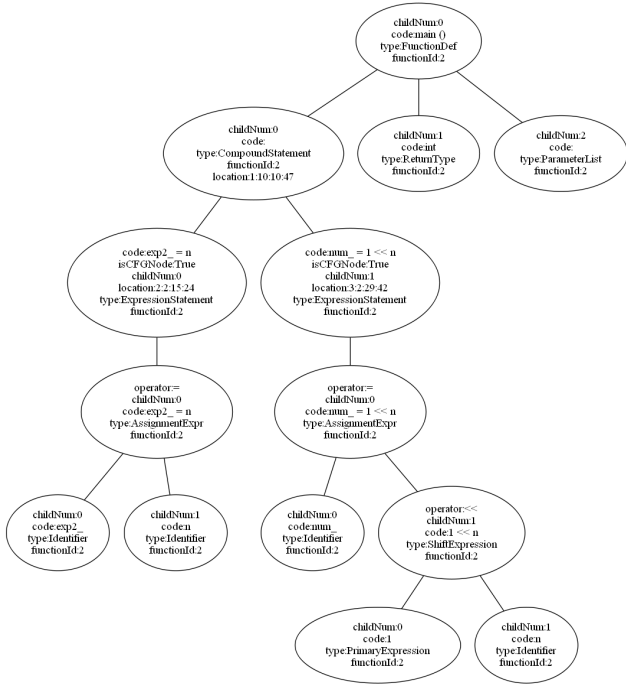 childNum:0
code:main ()
type:FunctionDef
functionId:2
childNum:0
code:
type:CompoundStatement
functionId:2
location:1:10:10:47
childNum:1
code:int
type:ReturnType
functionId:2
childNum:2
code:
type:ParameterList
functionId:2
code:exp2_ = n
isCFGNode:True
childNum:0
location:2:2:15:24
type:ExpressionStatement
functionId:2
code:num_ = 1 << n
isCFGNode:True
childNum:1
location:3:2:29:42
type:ExpressionStatement
functionId:2
operator:=
childNum:0
code:exp2_ = n
type:AssignmentExpr
functionId:2
operator:=
childNum:0
code:num_ = 1 << n
type:AssignmentExpr
functionId:2
childNum:0
code:exp2_
type:Identifier
functionId:2
childNum:1
code:n
type:Identifier
functionId:2
childNum:0
code:num_
type:Identifier
functionId:2
operator:<<
childNum:1
code:1 << n
type:ShiftExpression
functionId:2
childNum:0
code:1
type:PrimaryExpression
functionId:2
childNum:1
code:n
type:Identifier
functionId:2